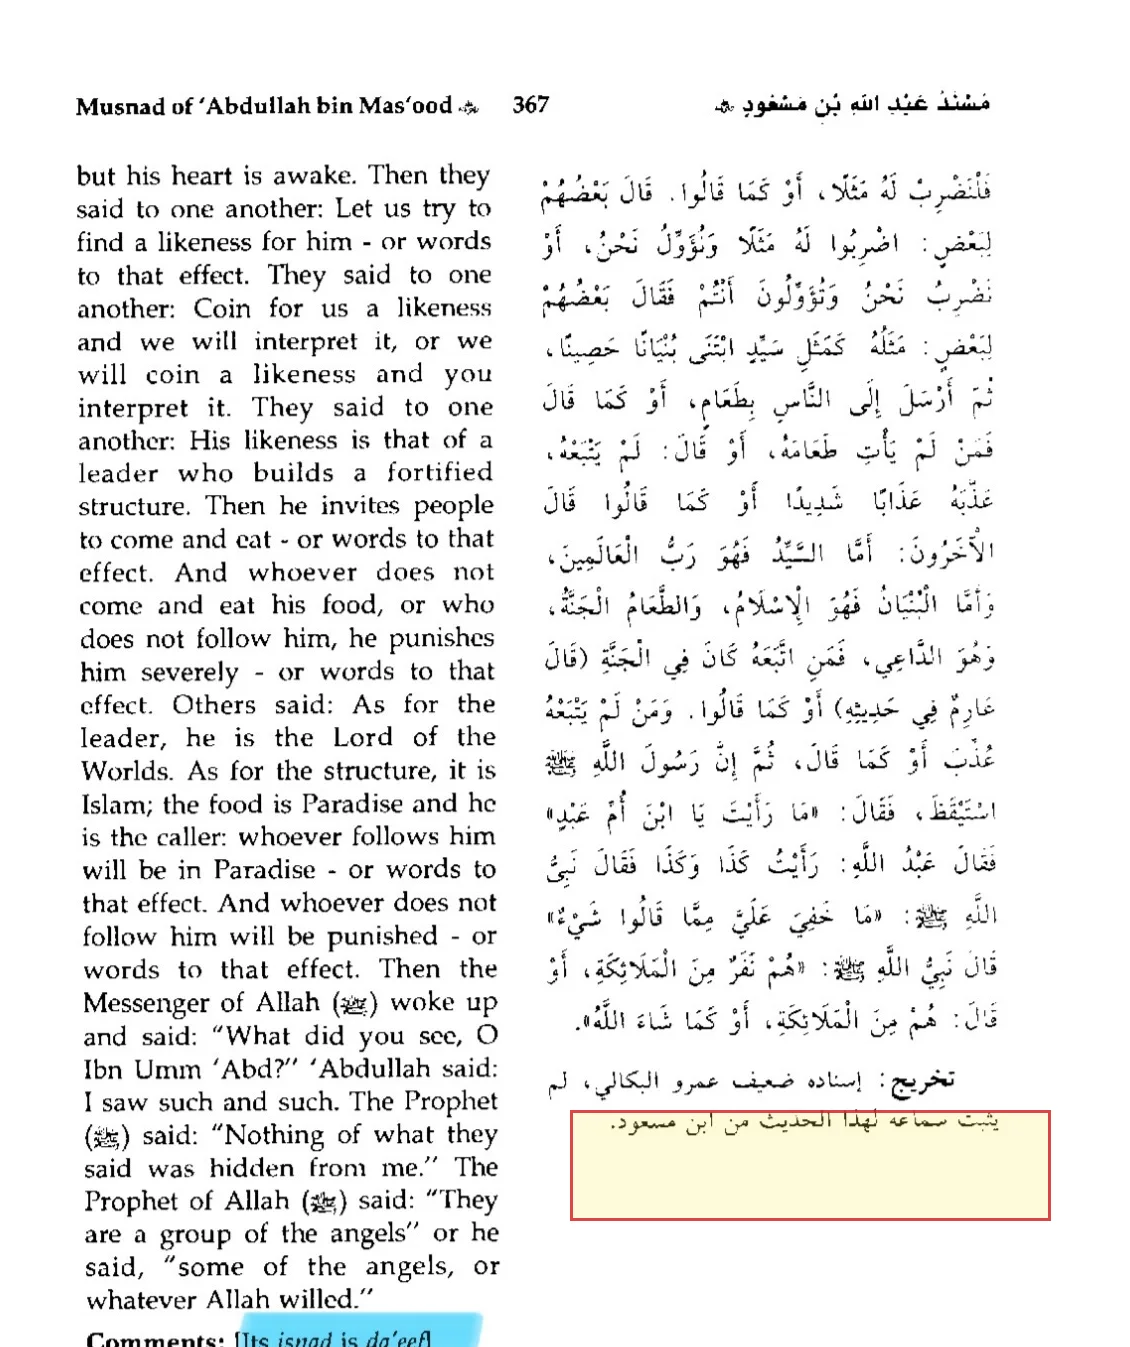 Musnad of ‘Abdullah bin Mas‘ood 367 مُسْنَدُ عَبْدِ اللَّهِ بْنِ مَسْعُودٍ
but his heart is awake. Then they
said to one another: Let us try to
find a likeness for him - or words
to that effect. They said to one
another: Coin for us a likeness
and we will interpret it, or we
will coin a likeness and you
interpret it. They said to one
another: His likeness is that of a
leader who builds a fortified
structure. Then he invites people
to come and eat - or words to that
effect. And whoever does not
come and eat his food, or who
does not follow him, he punishes
him severely - or words to that
effect. Others said: As for the
leader, he is the Lord of the
Worlds. As for the structure, it is
Islam; the food is Paradise and he
is the caller: whoever follows him
will be in Paradise - or words to
that effect. And whoever does not
follow him will be punished - or
words to that effect. Then the
Messenger of Allah (ﷺ) woke up
and said: “What did you see, O
Ibn Umm ‘Abd?” ‘Abdullah said:
I saw such and such. The Prophet
(ﷺ) said: “Nothing of what they
said was hidden from me.” The
Prophet of Allah (ﷺ) said: “They
are a group of the angels” or he
said, “some of the angels, or
whatever Allah willed.”
Comments: [Its isnad is da‘eef]
فَلْنَضْرِبْ لَهُ مَثَلًا، أَوْ كَمَا قَالُوا. قَالَ بَعْضُهُمْ
لِبَعْضٍ: اضْرِبُوا لَهُ مَثَلًا وَنُؤَوِّلُ نَحْنُ، أَوْ
نَضْرِبُ نَحْنُ وَتُؤَوِّلُونَ أَنْتُمْ فَقَالَ بَعْضُهُمْ
لِبَعْضٍ: مَثَلُهُ كَمَثَلِ سَيِّدٍ ابْتَنَى بُنْيَانًا حَصِينًا،
ثُمَّ أَرْسَلَ إِلَى النَّاسِ بِطَعَامٍ، أَوْ كَمَا قَالَ
فَمَنْ لَمْ يَأْتِ طَعَامَهُ، أَوْ قَالَ: لَمْ يَتْبَعْهُ،
عَذَّبَهُ عَذَابًا شَدِيدًا أَوْ كَمَا قَالُوا قَالَ
الْآخَرُونَ: أَمَّا السَّيِّدُ فَهُوَ رَبُّ الْعَالَمِينَ،
وَأَمَّا الْبُنْيَانُ فَهُوَ الْإِسْلَامُ، وَالطَّعَامُ الْجَنَّةُ،
وَهُوَ الدَّاعِي، فَمَنِ اتَّبَعَهُ كَانَ فِي الْجَنَّةِ (قَالَ
عَارِمٌ فِي حَدِيثِهِ) أَوْ كَمَا قَالُوا. وَمَنْ لَمْ يَتْبَعْهُ
عُذِّبَ أَوْ كَمَا قَالَ، ثُمَّ إِنَّ رَسُولَ اللَّهِ ﷺ
اسْتَيْقَظَ، فَقَالَ: «مَا رَأَيْتَ يَا ابْنَ أُمِّ عَبْدٍ»
فَقَالَ عَبْدُ اللَّهِ: رَأَيْتُ كَذَا وَكَذَا فَقَالَ نَبِيُّ
اللَّهِ ﷺ: «مَا خَفِيَ عَلَيَّ مِمَّا قَالُوا شَيْءٌ»
قَالَ نَبِيُّ اللَّهِ ﷺ: «هُمْ نَفَرٌ مِنَ الْمَلَائِكَةِ، أَوْ
قَالَ: هُمْ مِنَ الْمَلَائِكَةِ، أَوْ كَمَا شَاءَ اللَّهُ».
تخريج: إسناده ضعيف عمرو البكالي، لم
يثبت سماعه لهذا الحديث من ابن مسعود.